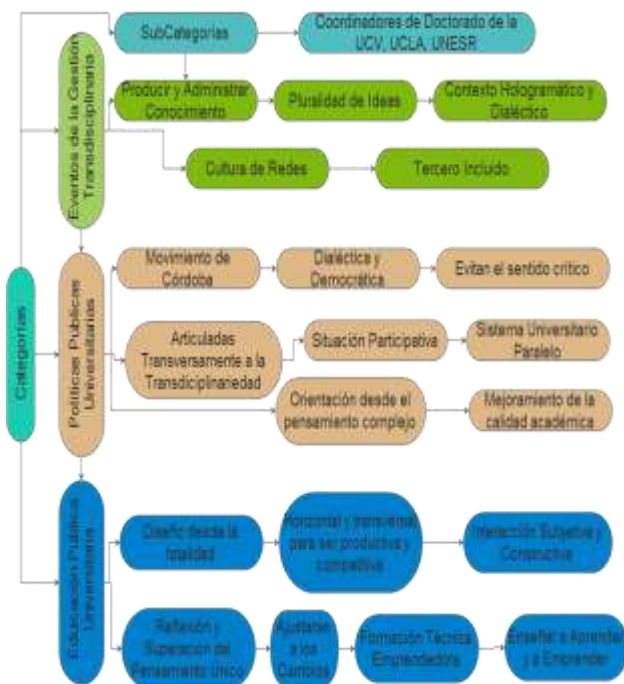 SubCategorías
Coordinadores de Doctorado de la
UCV, UCLA, UNESR
Eventos de la Gestión
Transdisciplinaria
Producir y Administrar
Conocimiento
Pluralidad de Ideas
Contexto Hologramático y
Dialéctico
Cultura de Redes
Tercero Incluido
Categorías
Políticas Públicas
Universitarias
Movimiento de
Córdoba
Dialéctica y
Democrática
Evitan el sentido crítico
Articuladas
Transversamente a la
Transdiciplinariedad
Situación Participativa
Sistema Universitario
Paralelo
Orientación desde el
pensamiento complejo
Mejoramiento de la
calidad académica
Educación Pública
Universitaria
Diseño desde la
totalidad
Horizontal y transversal
para ser productiva y
competitiva
Interacción Subjetiva y
Constructiva
Reflexión y
Superación del
Pensamiento Único
Ajustarse
a los
Cambios
Formación Técnica
Emprendedora
Enseñar a Aprender
y a Emprender